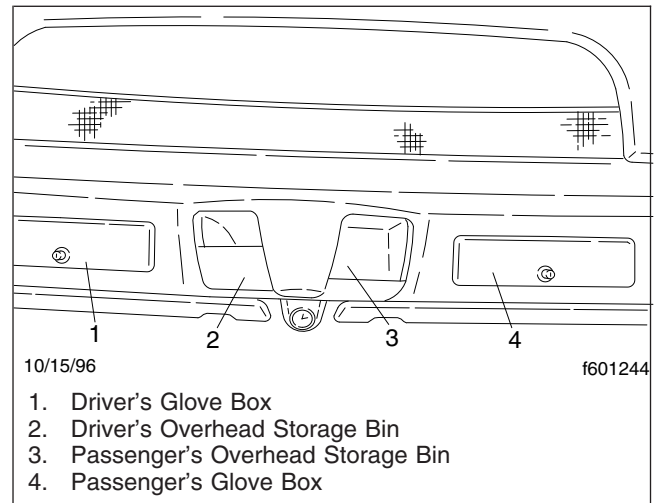 1 2 3 4
10/15/96 f601244
1. Driver's Glove Box
2. Driver's Overhead Storage Bin
3. Passenger's Overhead Storage Bin
4. Passenger's Glove Box